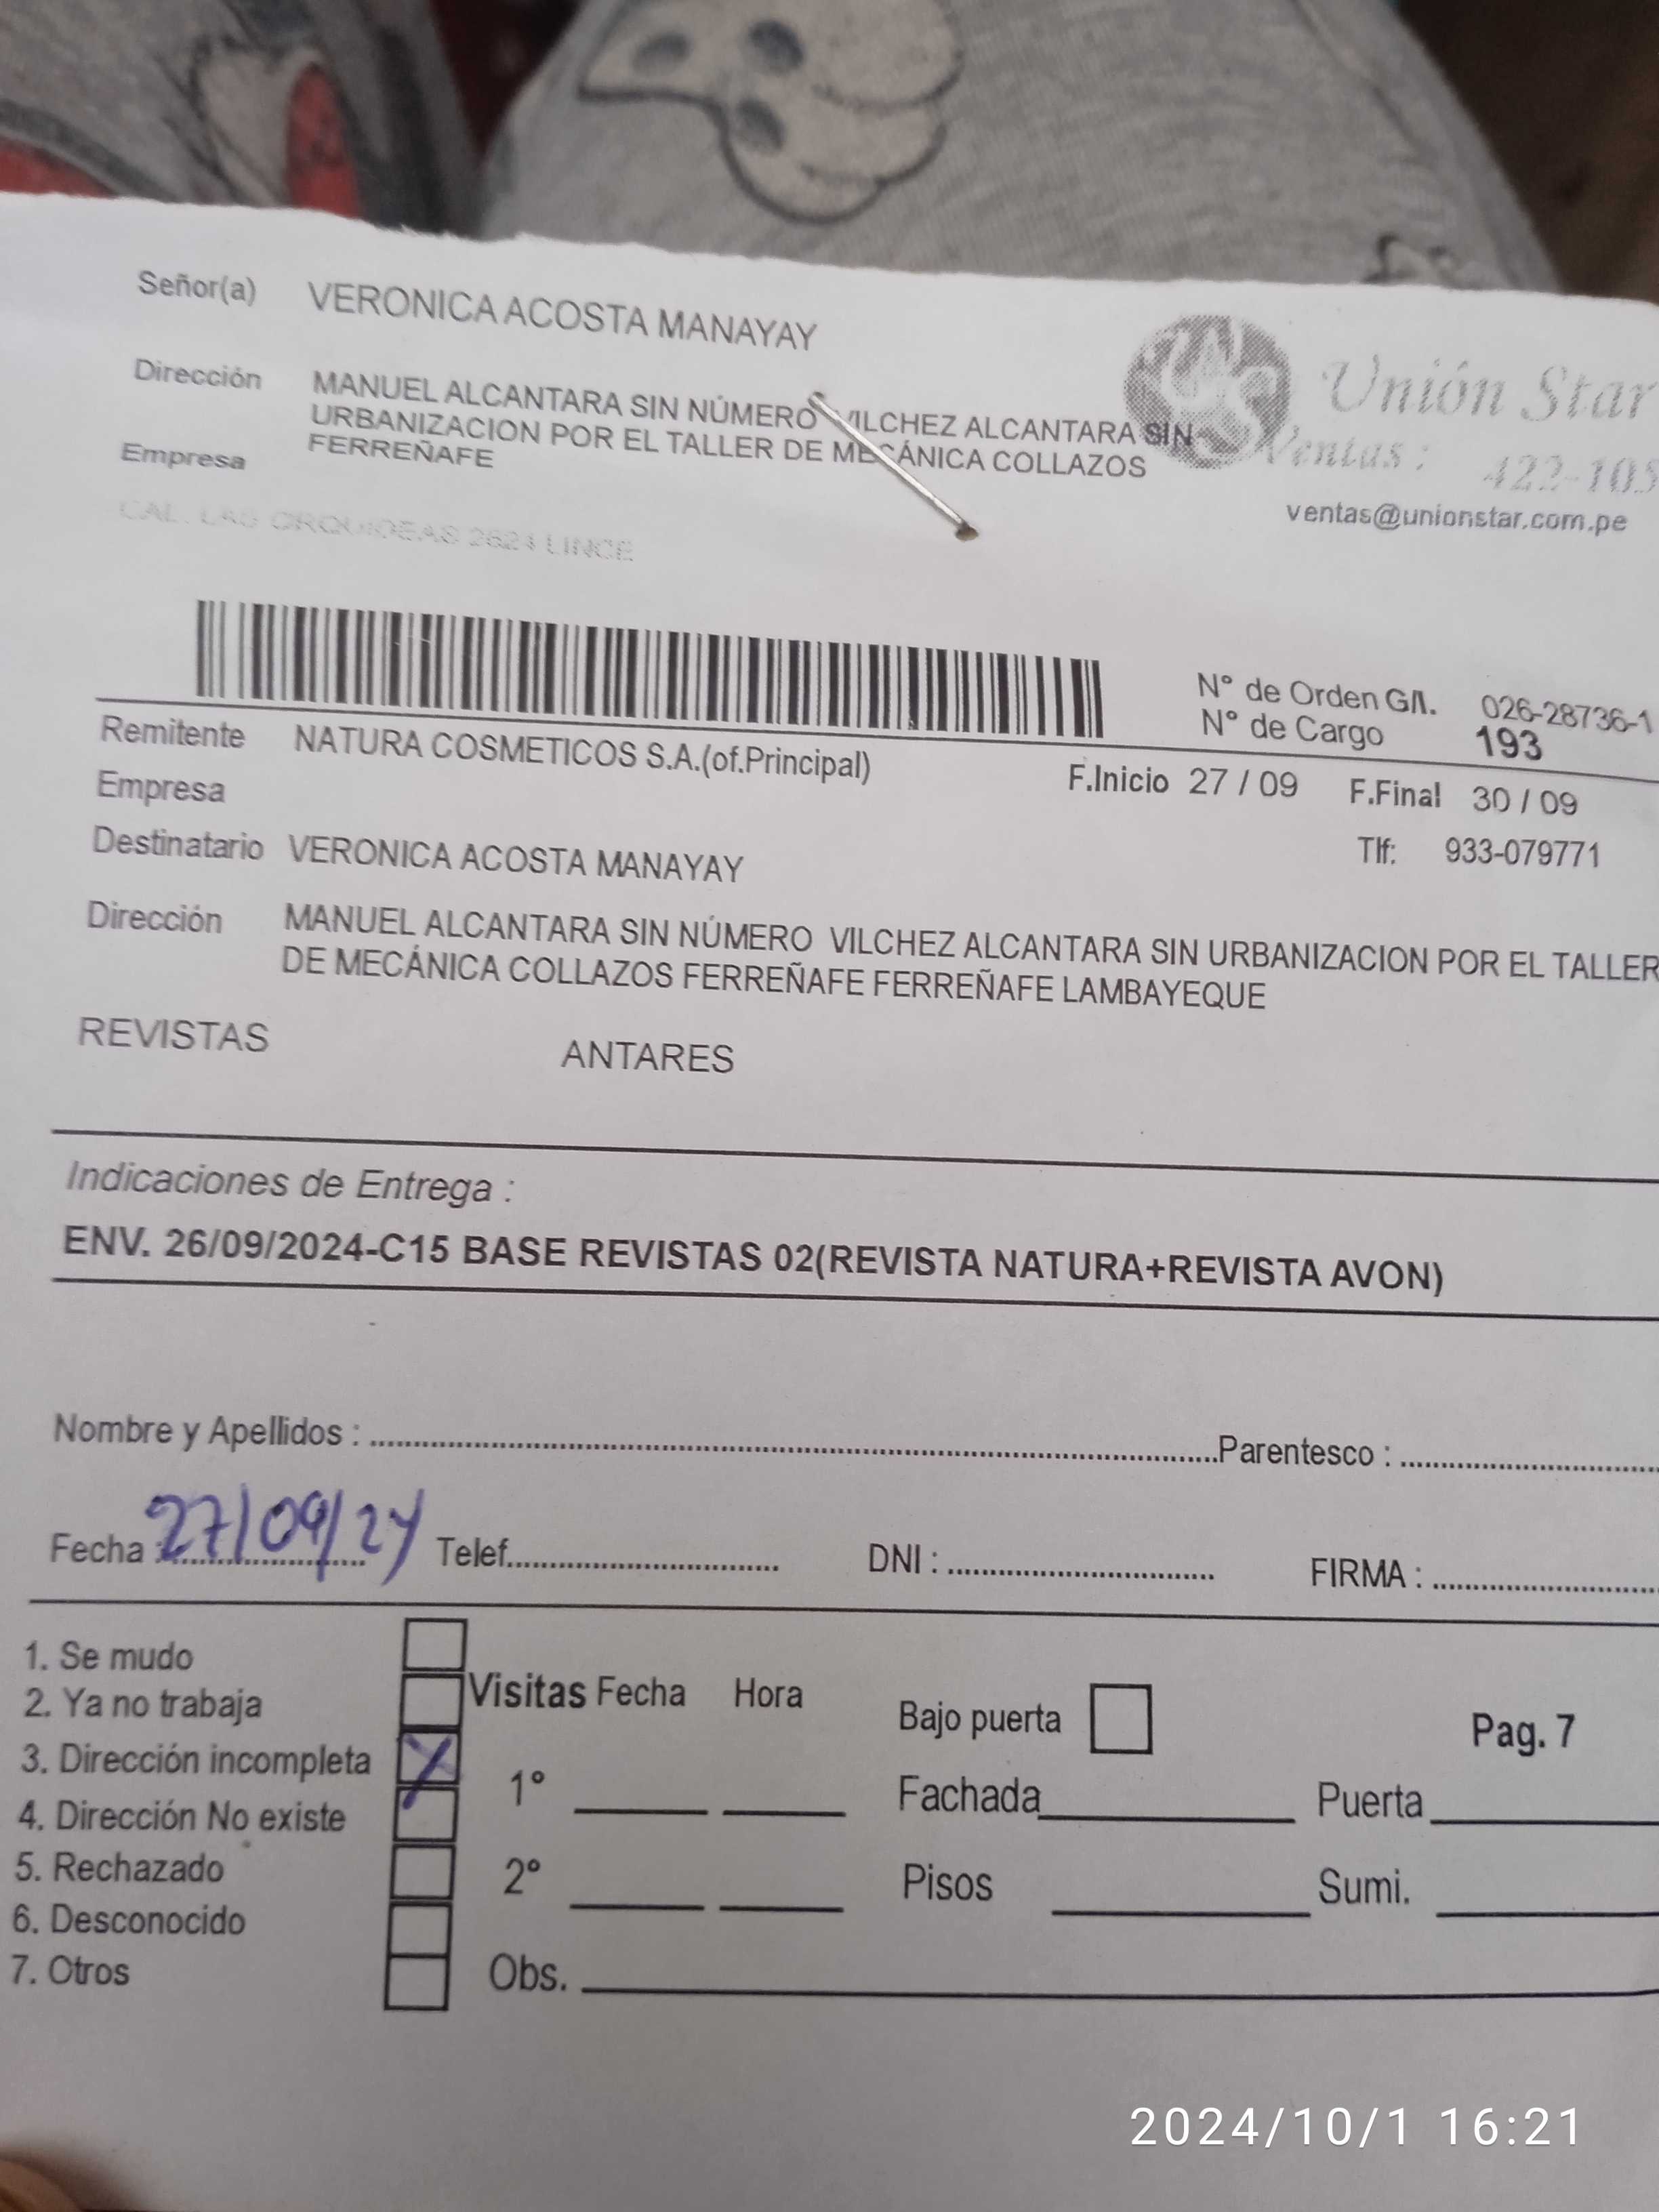 Señor(a) VERONICA ACOSTA MANAYAY
Dirección MANUEL ALCANTARA SIN NÚMERO VILCHEZ ALCANTARA SIN
URBANIZACION POR EL TALLER DE MECÁNICA COLLAZOS
Empresa FERREÑAFE
Unión Star
Ventas : 422-105
ventas@unionstar.com.pe
CAL. LAS ORQUIDEAS 2624 LINCE
N° de Orden G/I. 026-28736-1
N° de Cargo 193
Remitente NATURA COSMETICOS S.A.(of.Principal)
F.Inicio 27 / 09 F.Final 30 / 09
Empresa
Tlf: 933-079771
Destinatario VERONICA ACOSTA MANAYAY
Dirección MANUEL ALCANTARA SIN NÚMERO VILCHEZ ALCANTARA SIN URBANIZACION POR EL TALLER
DE MECÁNICA COLLAZOS FERREÑAFE FERREÑAFE LAMBAYEQUE
REVISTAS ANTARES
Indicaciones de Entrega :
ENV. 26/09/2024-C15 BASE REVISTAS 02(REVISTA NATURA+REVISTA AVON)
Nombre y Apellidos : Parentesco :
Fecha : 27/09/24 Telef. DNI : FIRMA :
1. Se mudo
2. Ya no trabaja
3. Dirección incompleta X
4. Dirección No existe
5. Rechazado
6. Desconocido
7. Otros
Visitas Fecha Hora
1°
2°
Obs.
Bajo puerta Pag. 7
Fachada Puerta
Pisos Sumi.
2024/10/1 16:21